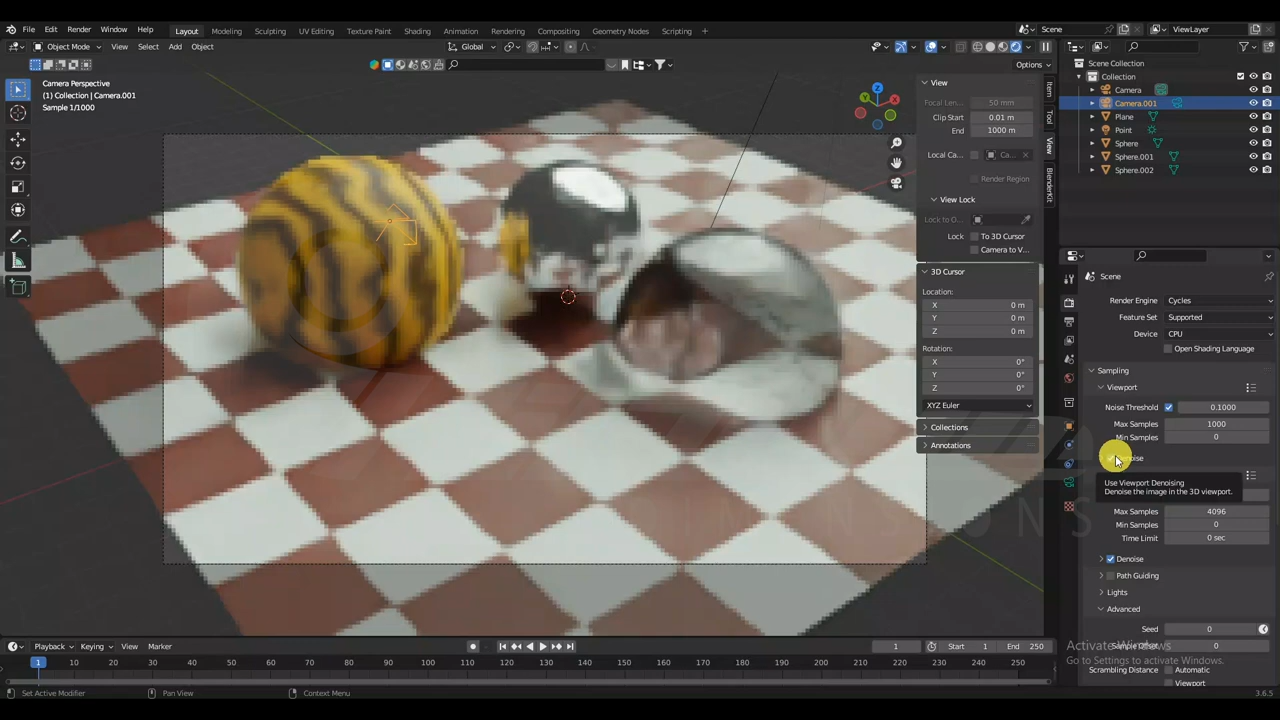 File Edit Render Window Help Layout Modeling Sculpting UV Editing Texture Paint Shading Animation Rendering Compositing Geometry Nodes Scripting + Scene ViewLayer
Object Mode View Select Add Object Global
Options
Camera Perspective
(1) Collection | Camera.001
Sample 1/1000
Z
X
Y
View
Focal Len... 50 mm
Clip Start 0.01 m
End 1000 m
Local Ca... Ca...
Render Region
View Lock
Lock to O...
Lock To 3D Cursor
Camera to V...
3D Cursor
Location:
X 0 m
Y 0 m
Z 0 m
Rotation:
X 0°
Y 0°
Z 0°
XYZ Euler
Collections
Annotations
Item
Tool
View
BlenderKit
Scene Collection
Collection
Camera
Camera.001
Plane
Point
Sphere
Sphere.001
Sphere.002
Scene
Render Engine Cycles
Feature Set Supported
Device CPU
Open Shading Language
Sampling
Viewport
Noise Threshold 0.1000
Max Samples 1000
Min Samples 0
Use Viewport Denoising
Denoise the image in the 3D viewport.
Max Samples 4096
Min Samples 0
Time Limit 0 sec
Denoise
Path Guiding
Lights
Advanced
Seed 0
0
Scrambling Distance Automatic
Viewport
Activate Windows
Go to Settings to activate Windows.
Playback Keying View Marker 1 Start 1 End 250
1 10 20 30 40 50 60 70 80 90 100 110 120 130 140 150 160 170 180 190 200 210 220 230 240 250
Set Active Modifier Pan View Context Menu 3.6.5